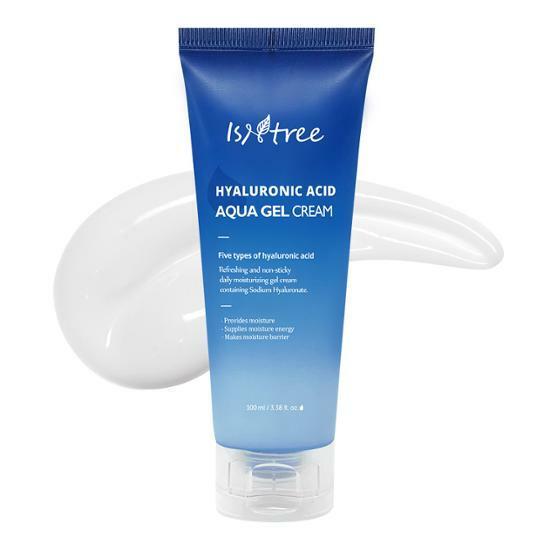 IsNtree
HYALURONIC ACID
AQUA GEL CREAM
Five types of hyaluronic acid
Refreshing and non-sticky
daily moisturizing gel cream
containing Sodium Hyaluronate.
- Provides moisture
- Supplies moisture energy
- Makes moisture barrier
100 ml / 3.38 fl. oz.